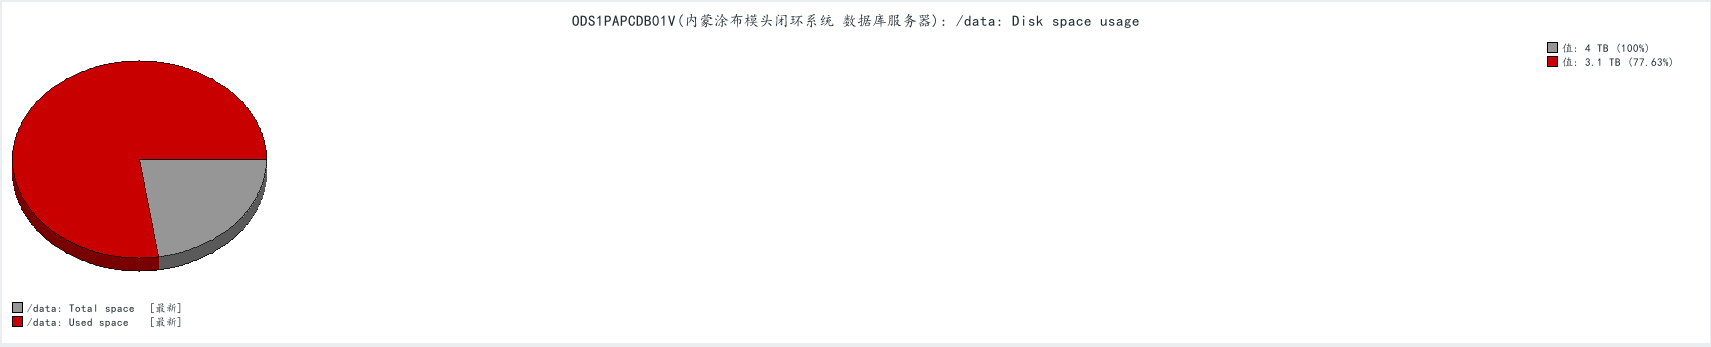 ODS1PAPCDB01V(内蒙涂布模头闭环系统 数据库服务器): /data: Disk space usage
值: 4 TB (100%)
值: 3.1 TB (77.63%)
/data: Total space [最新]
/data: Used space [最新]